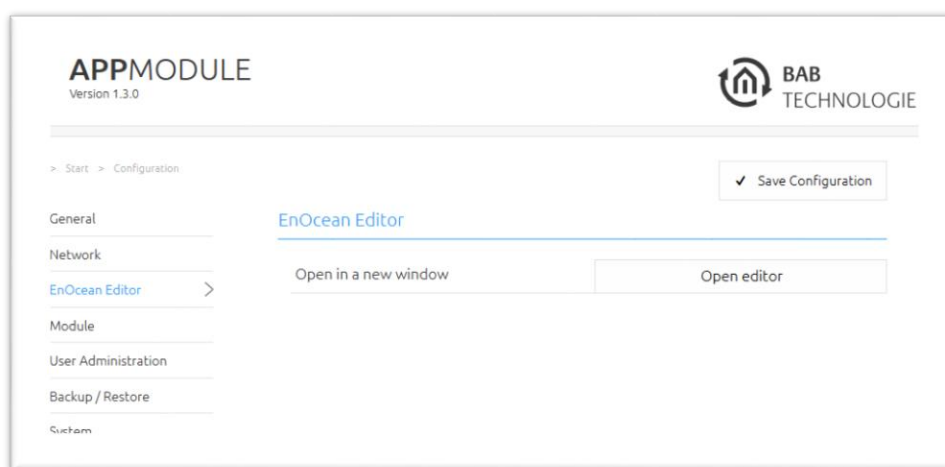 APPMODULE
Version 1.3.0
BAB
TECHNOLOGIE
> Start > Configuration
✔ Save Configuration
General
Network
EnOcean Editor >
Module
User Administration
Backup / Restore
System
EnOcean Editor
Open in a new window
Open editor